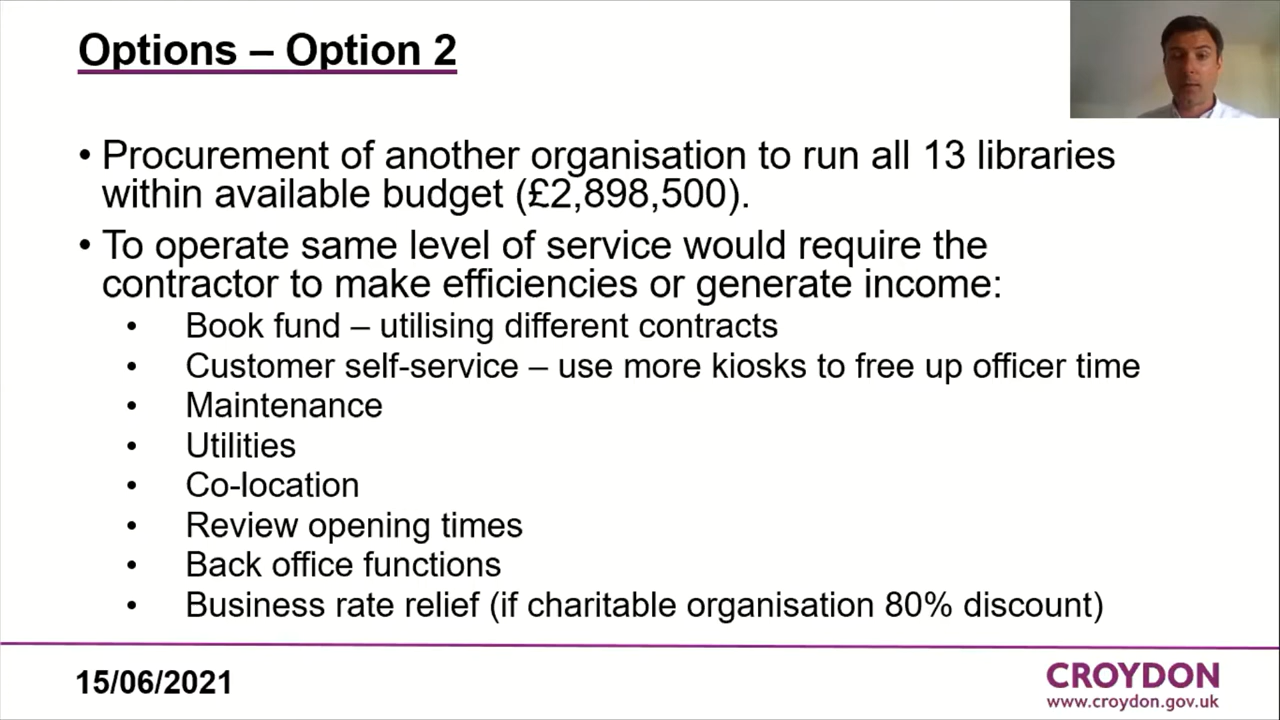 Options – Option 2
• Procurement of another organisation to run all 13 libraries
within available budget (£2,898,500).
• To operate same level of service would require the
contractor to make efficiencies or generate income:
• Book fund – utilising different contracts
• Customer self-service – use more kiosks to free up officer time
• Maintenance
• Utilities
• Co-location
• Review opening times
• Back office functions
• Business rate relief (if charitable organisation 80% discount)
15/06/2021
CROYDON
www.croydon.gov.uk